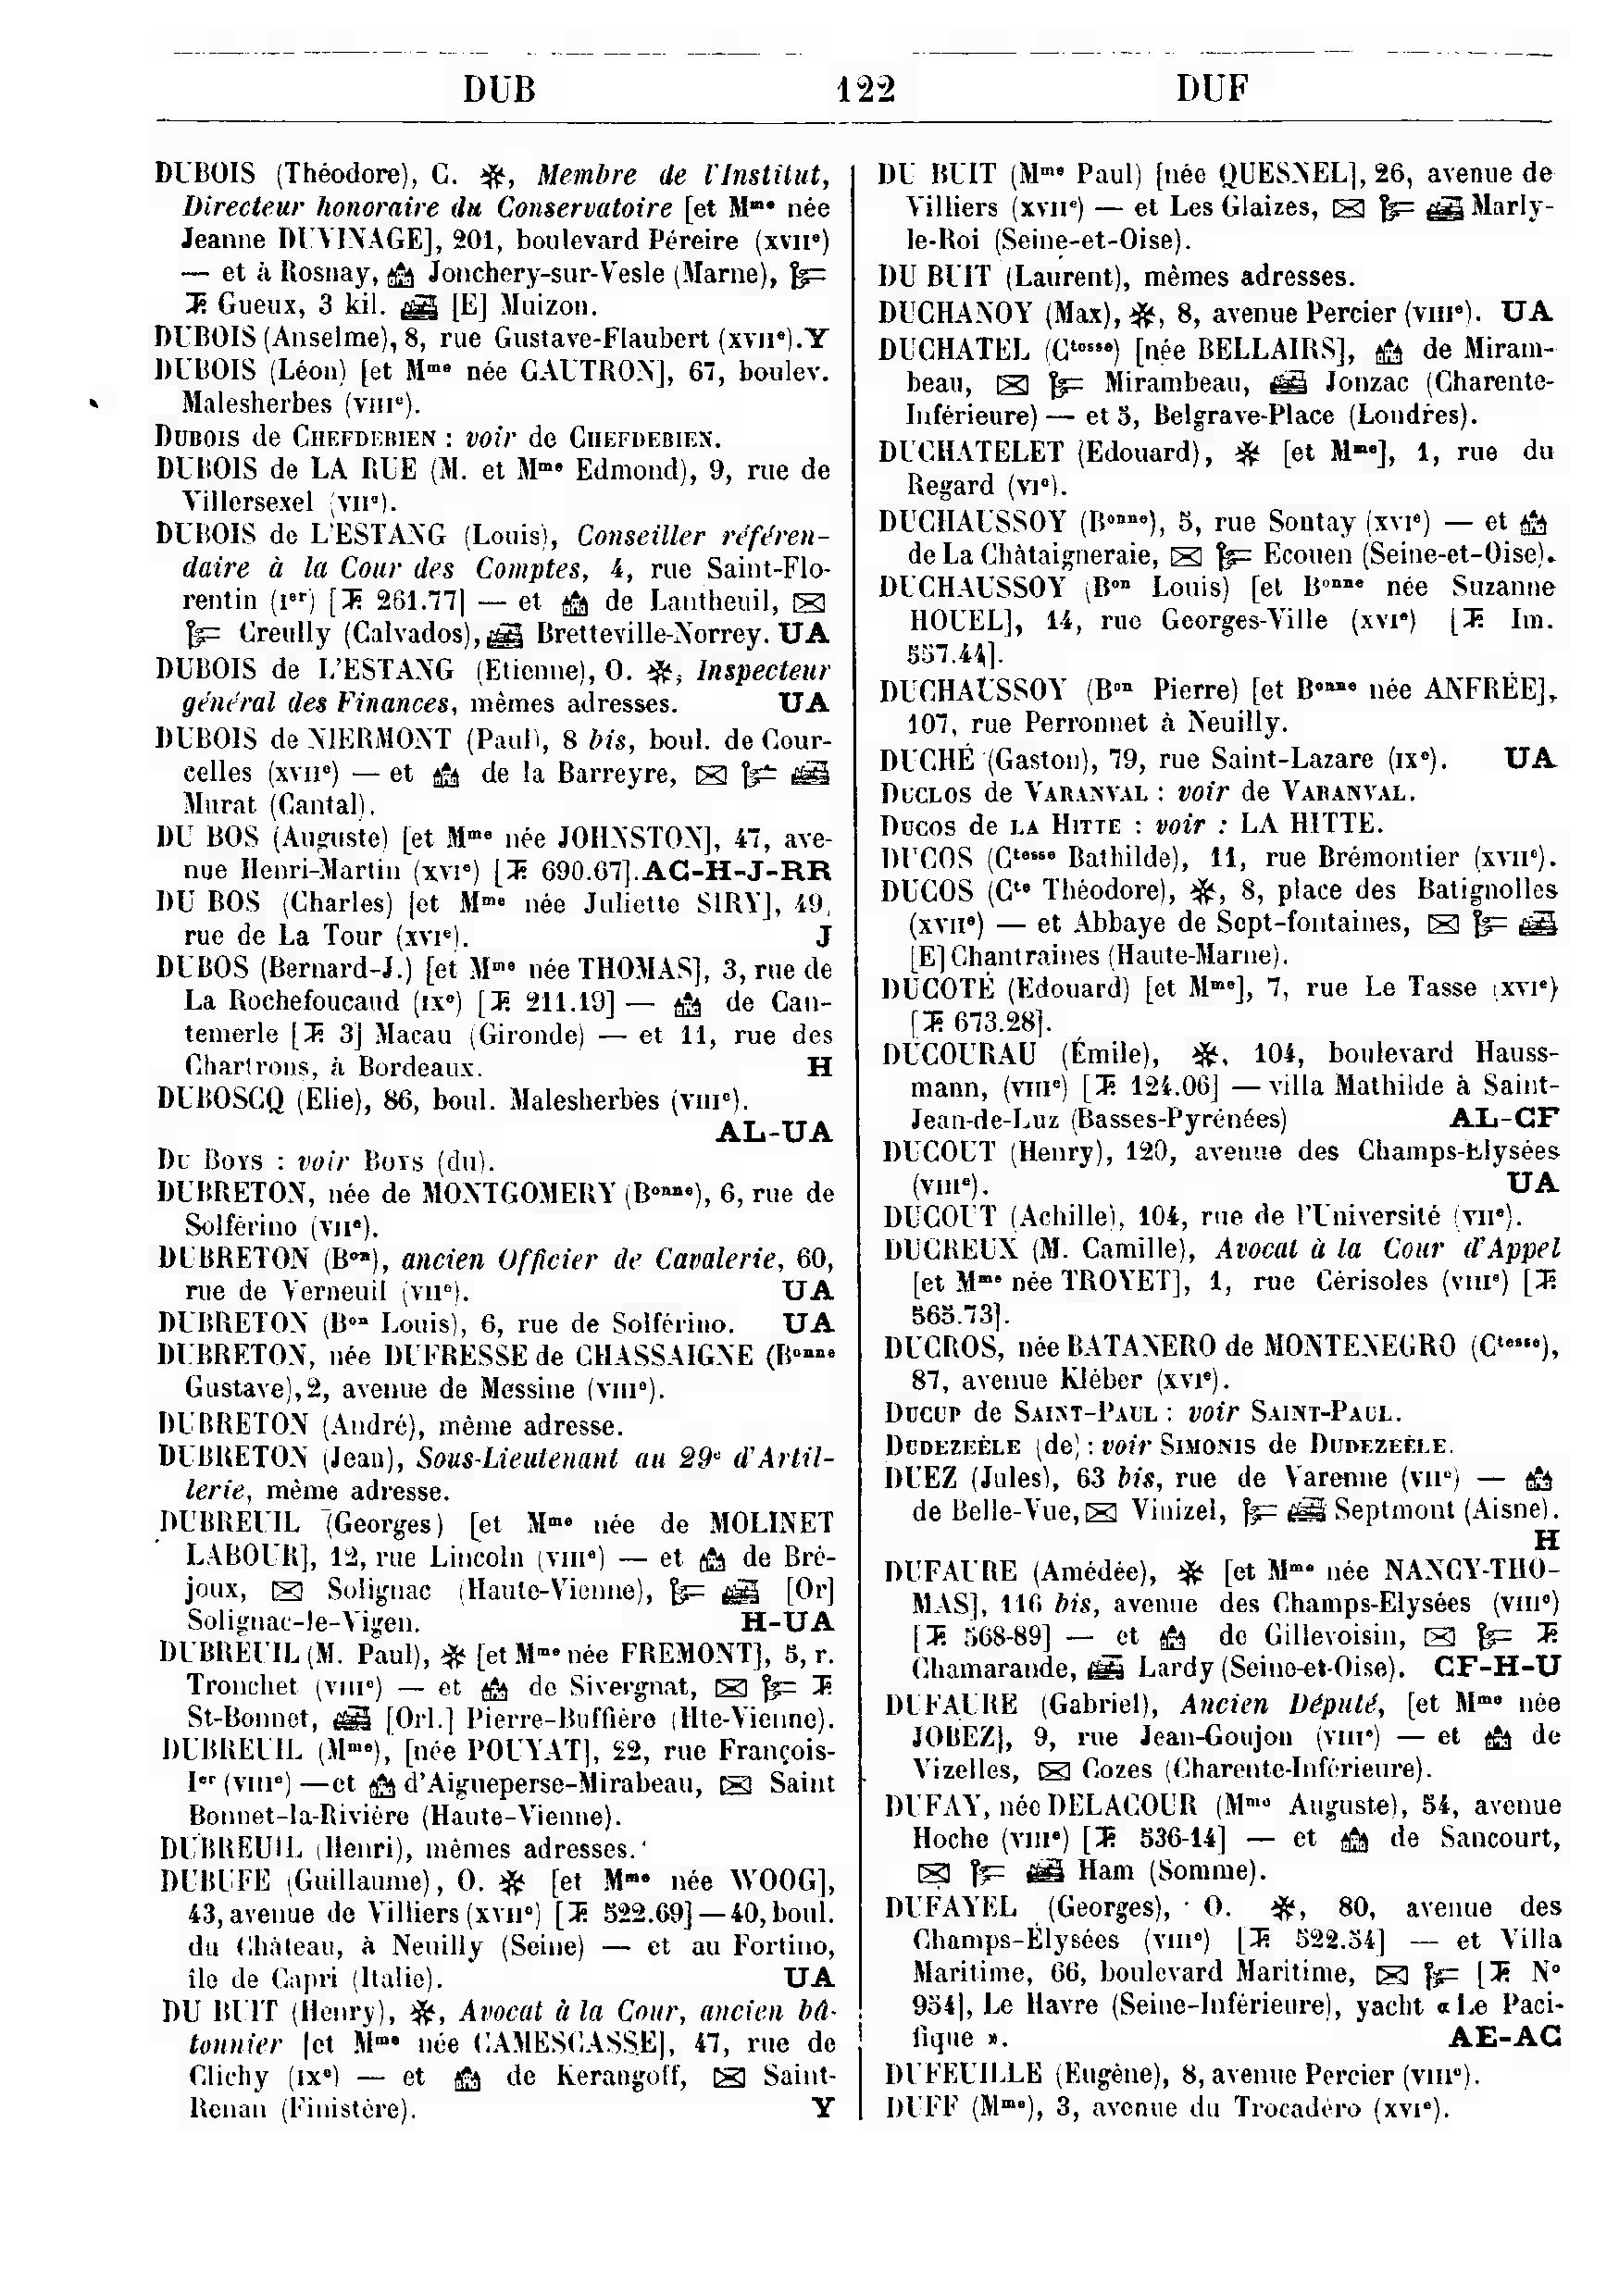 DUB 122 DUF
DUBOIS (Théodore), C. ✻, Membre de l'Institut,
Directeur honoraire du Conservatoire [et Mme née
Jeanne DUVINAGE], 201, boulevard Péreire (XVIIe)
— et à Rosnay, Jonchery-sur-Vesle (Marne),
Gueux, 3 kil. [E] Muizon.
DUBOIS (Anselme), 8, rue Gustave-Flaubert (XVIIe). Y
DUBOIS (Léon) [et Mme née GAUTRON], 67, boulev.
Malesherbes (VIIIe).
DUBOIS de CHEFDEBIEN : voir de CHEFDEBIEN.
DUBOIS de LA RUE (M. et Mme Edmond), 9, rue de
Villersexel (VIIe).
DUBOIS de L'ESTANG (Louis), Conseiller référen-
daire à la Cour des Comptes, 4, rue Saint-Flo-
rentin (Ier) [T. 261.77] — et de Lantheuil,
Creully (Calvados), Bretteville-Norrey. UA
DUBOIS de L'ESTANG (Etienne), O. ✻, Inspecteur
général des Finances, mêmes adresses. UA
DUBOIS de NIERMONT (Paul), 8 bis, boul. de Cour-
celles (XVIIe) — et de la Barreyre,
Murat (Cantal).
DU BOS (Auguste) [et Mme née JOHNSTON], 47, ave-
nue Henri-Martin (XVIe) [T. 690.67]. AC-H-J-RR
DU BOS (Charles) [et Mme née Juliette SIRY], 49,
rue de La Tour (XVIe). J
DUBOS (Bernard-J.) [et Mme née THOMAS], 3, rue de
La Rochefoucaud (IXe) [T. 211.19] — de Can-
temerle [T. 3] Macau (Gironde) — et 11, rue des
Chartrons, à Bordeaux. H
DUBOSCQ (Elie), 86, boul. Malesherbes (VIIIe).
AL-UA
DU BOYS : voir BOYS (du).
DUBRETON, née de MONTGOMERY (Bonne), 6, rue de
Solférino (VIIe).
DUBRETON (Bon), ancien Officier de Cavalerie, 60,
rue de Verneuil (VIIe). UA
DUBRETON (Bon Louis), 6, rue de Solférino. UA
DUBRETON, née DUFRESSE de CHASSAIGNE (Bonne
Gustave), 2, avenue de Messine (VIIIe).
DUBRETON (André), même adresse.
DUBRETON (Jean), Sous-Lieutenant au 29e d'Artil-
lerie, même adresse.
DUBREUIL (Georges) [et Mme née de MOLINET
LABOUR], 12, rue Lincoln (VIIIe) — et de Bré-
joux, Solignac (Haute-Vienne), [Or]
Solignac-le-Vigen. H-UA
DUBREUIL (M. Paul), ✻ [et Mme née FREMONT], 5, r.
Tronchet (VIIIe) — et de Sivergnat, T.
St-Bonnet, [Orl.] Pierre-Buffière (Hte-Vienne).
DUBREUIL (Mme), [née POUYAT], 22, rue François-
Ier (VIIIe) — et d'Aigueperse-Mirabeau, Saint
Bonnet-la-Rivière (Haute-Vienne).
DUBREUIL (Henri), mêmes adresses.
DUBUFE (Guillaume), O. ✻ [et Mme née WOOG],
43, avenue de Villiers (XVIIe) [T. 522.69] — 40, boul.
du Château, à Neuilly (Seine) — et au Fortino,
île de Capri (Italie). UA
DU BUIT (Henry), ✻, Avocat à la Cour, ancien bâ-
tonnier [et Mme née CAMESCASSE], 47, rue de
Clichy (IXe) — et de Kerangoff, Saint-
Renan (Finistère). Y
DU BUIT (Mme Paul) [née QUESNEL], 26, avenue de
Villiers (XVIIe) — et Les Glaizes, Marly-
le-Roi (Seine-et-Oise).
DU BUIT (Laurent), mêmes adresses.
DUCHANOY (Max), ✻, 8, avenue Percier (VIIIe). UA
DUCHATEL (Ctesse) [née BELLAIRS], de Miram-
beau, Mirambeau, Jonzac (Charente-
Inférieure) — et 5, Belgrave-Place (Londres).
DUCHATELET (Edouard), ✻ [et Mme], 1, rue du
Regard (VIe).
DUCHAUSSOY (Bonne), 5, rue Sontay (XVIe) — et
de La Châtaigneraie, Ecouen (Seine-et-Oise).
DUCHAUSSOY (Bon Louis) [et Bonne née Suzanne
HOUEL], 14, rue Georges-Ville (XVIe) [T. Im.
557.44].
DUCHAUSSOY (Bon Pierre) [et Bonne née ANFRÉE],
107, rue Perronnet à Neuilly.
DUCHÉ (Gaston), 79, rue Saint-Lazare (IXe). UA
DUCLOS de VARANVAL : voir de VARANVAL.
DUCOS de LA HITTE : voir : LA HITTE.
DUCOS (Ctesse Bathilde), 11, rue Brémontier (XVIIe).
DUCOS (Cte Théodore), ✻, 8, place des Batignolles
(XVIIe) — et Abbaye de Sept-fontaines,
[E] Chantraines (Haute-Marne).
DUCOTÉ (Edouard) [et Mme], 7, rue Le Tasse (XVIe)
[T. 673.28].
DUCOURAU (Émile), ✻, 104, boulevard Hauss-
mann, (VIIIe) [T. 124.06] — villa Mathilde à Saint-
Jean-de-Luz (Basses-Pyrénées) AL-CF
DUCOUT (Henry), 120, avenue des Champs-Elysées
(VIIIe). UA
DUCOUT (Achille), 104, rue de l'Université (VIIe).
DUCREUX (M. Camille), Avocat à la Cour d'Appel
[et Mme née TROYET], 1, rue Cérisoles (VIIIe) [T.
565.73].
DUCROS, née BATANERO de MONTENEGRO (Ctesse),
87, avenue Kléber (XVIe).
DUCUP de SAINT-PAUL : voir SAINT-PAUL.
DUDEZEÈLE (de) : voir SIMONIS de DUDEZEÈLE.
DUEZ (Jules), 63 bis, rue de Varenne (VIIe) —
de Belle-Vue, Vinizel, Septmont (Aisne).
H
DUFAURE (Amédée), ✻ [et Mme née NANCY-THO-
MAS], 116 bis, avenue des Champs-Elysées (VIIIe)
[T. 568-89] — et de Gillevoisin, T.
Chamarande, Lardy (Seine-et-Oise). CF-H-U
DUFAURE (Gabriel), Ancien Député, [et Mme née
JOBEZ], 9, rue Jean-Goujon (VIIIe) — et de
Vizelles, Cozes (Charente-Inférieure).
DUFAY, née DELACOUR (Mme Auguste), 54, avenue
Hoche (VIIIe) [T. 536-14] — et de Sancourt,
Ham (Somme).
DUFAYEL (Georges), O. ✻, 80, avenue des
Champs-Élysées (VIIIe) [T. 522.54] — et Villa
Maritime, 66, boulevard Maritime, [T. No
954], Le Havre (Seine-Inférieure), yacht « Le Paci-
fique ». AE-AC
DUFEUILLE (Eugène), 8, avenue Percier (VIIIe).
DUFF (Mme), 3, avenue du Trocadéro (XVIe).